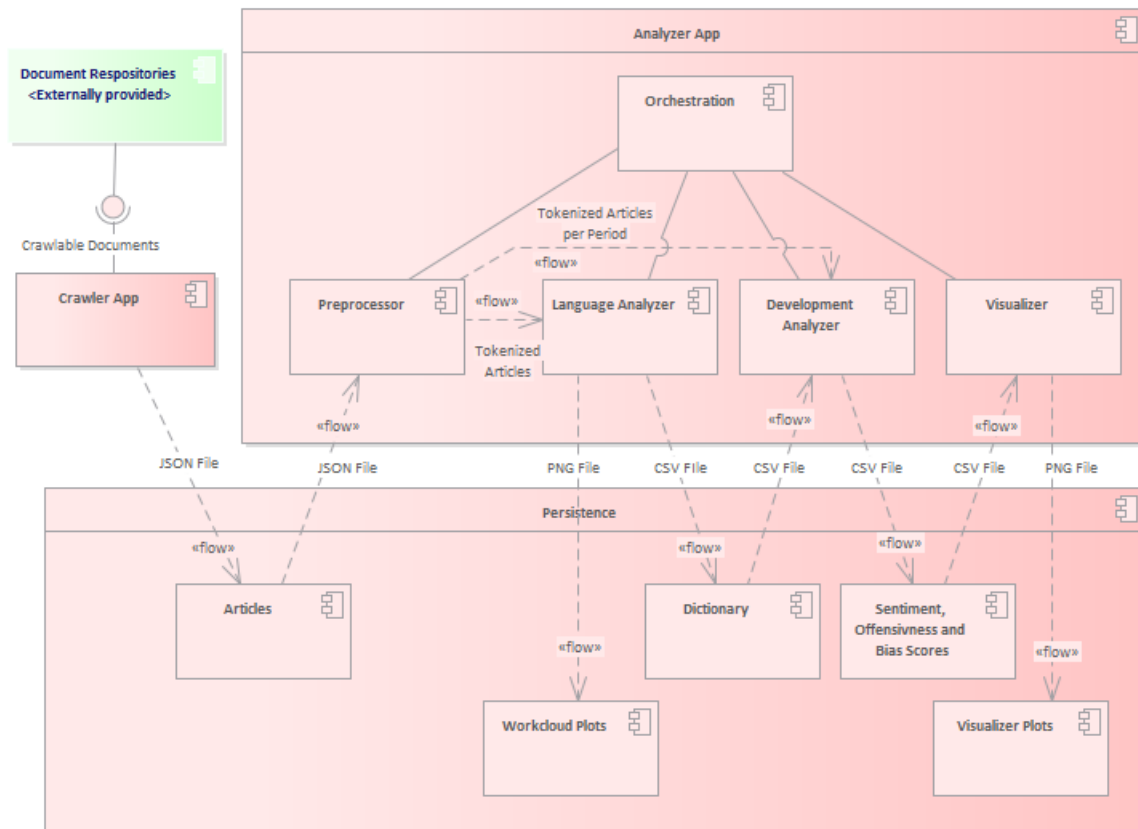 Analyzer App
Document Respositories
<Externally provided>
Orchestration
Tokenized Articles
per Period
Crawlable Documents
«flow»
Crawler App
Preprocessor
«flow»
Language Analyzer
Development
Analyzer
Visualizer
Tokenized
Articles
«flow»
«flow»
«flow»
JSON File
JSON File
PNG File
CSV FIle
CSV File
CSV File
CSV File
PNG File
Persistence
«flow»
«flow»
«flow»
Articles
Dictionary
Sentiment,
Offensivness and
Bias Scores
«flow»
«flow»
Workcloud Plots
Visualizer Plots